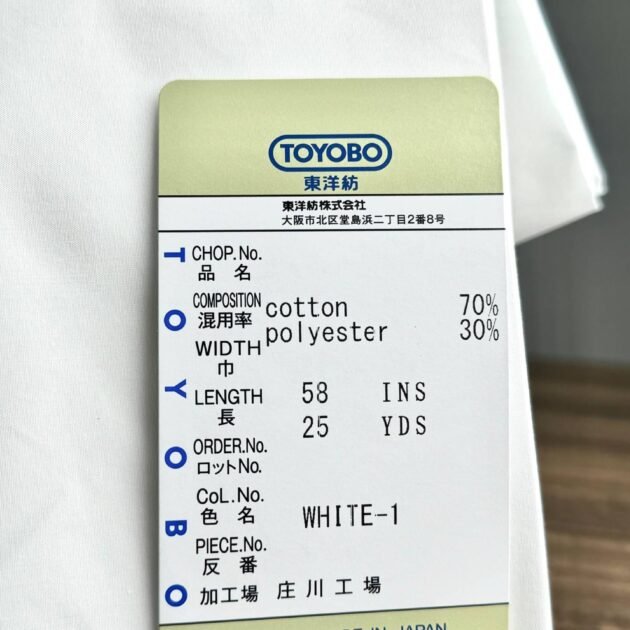 TOYOBO
東洋紡
東洋紡株式会社
大阪市北区堂島浜二丁目2番8号
TOYOBO
CHOP.No.
品 名
COMPOSITION cotton 70%
混用率 polyester 30%
WIDTH
巾 58 INS
LENGTH
長 25 YDS
ORDER.No.
ロットNo.
CoL.No.
色 名 WHITE-1
PIECE.No.
反 番
加工場 庄川工場
IN JAPAN